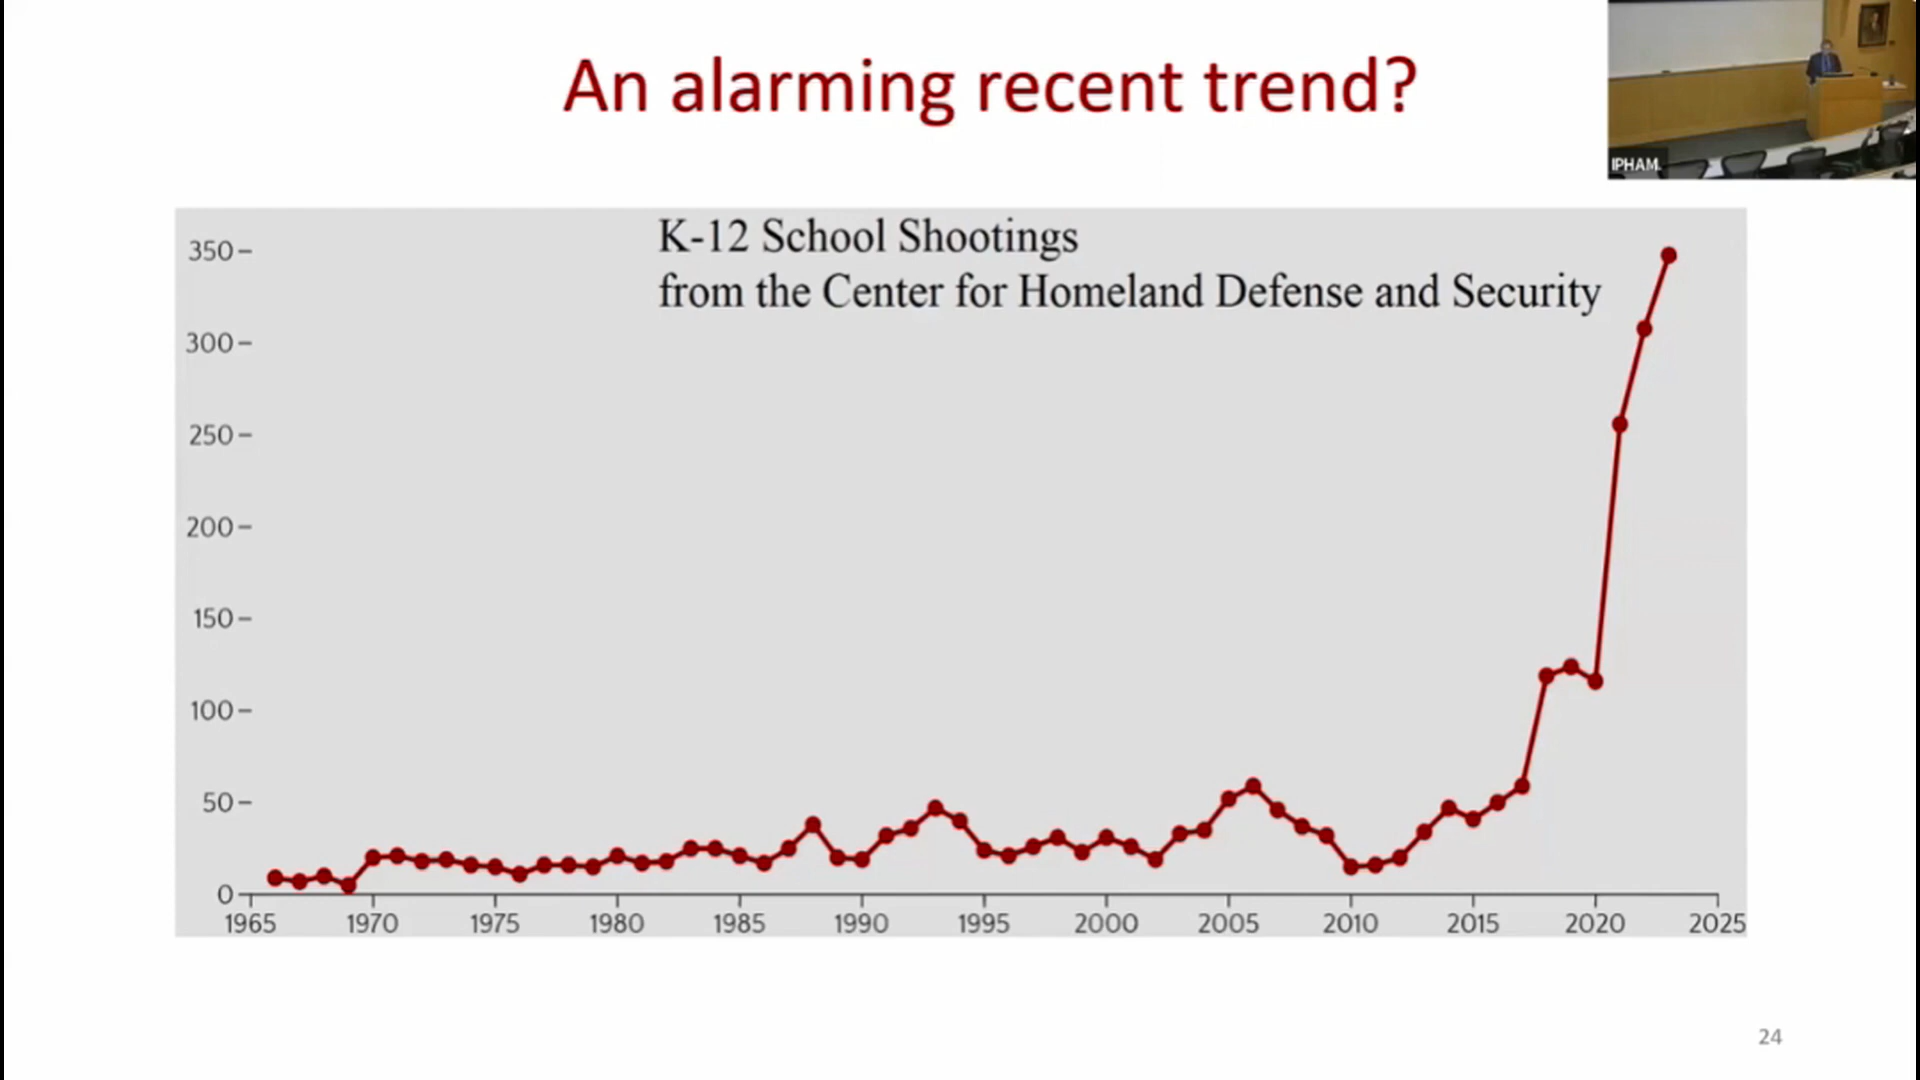 An alarming recent trend?
IPHAM
K-12 School Shootings
from the Center for Homeland Defense and Security
350
300
250
200
150
100
50
0
1965 1970 1975 1980 1985 1990 1995 2000 2005 2010 2015 2020 2025
24